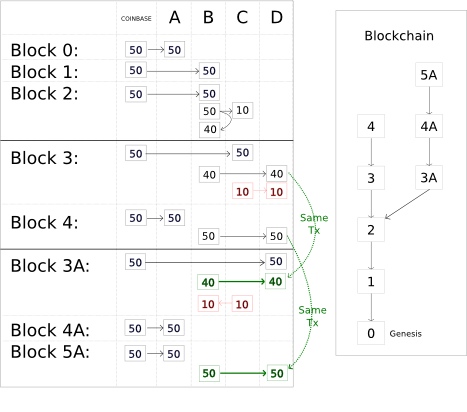 COINBASE A B C D
Block 0: 50 50
Block 1: 50 50
Block 2: 50 50
50 10
40
Block 3: 50 50
40 40
10 10
Same
Tx
Block 4: 50 50
50 50
Block 3A: 50 50
40 40
10 10
Same
Tx
Block 4A: 50 50
Block 5A: 50 50
50 50
Blockchain
5A
4 4A
3 3A
2
1
0 Genesis